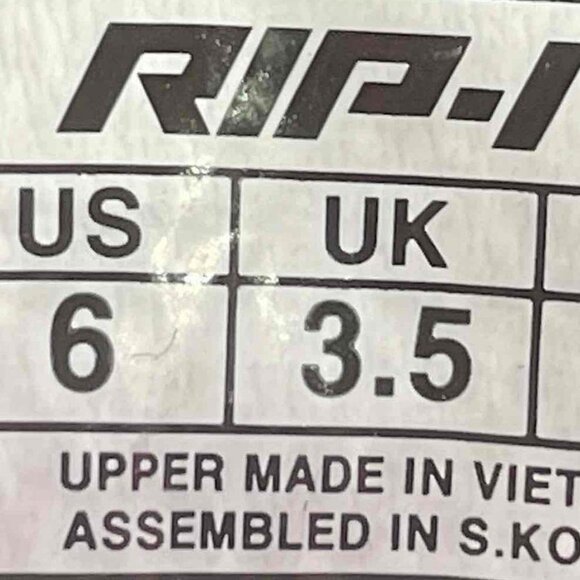 RIP-
US UK
6 3.5
UPPER MADE IN VIET
ASSEMBLED IN S.KO